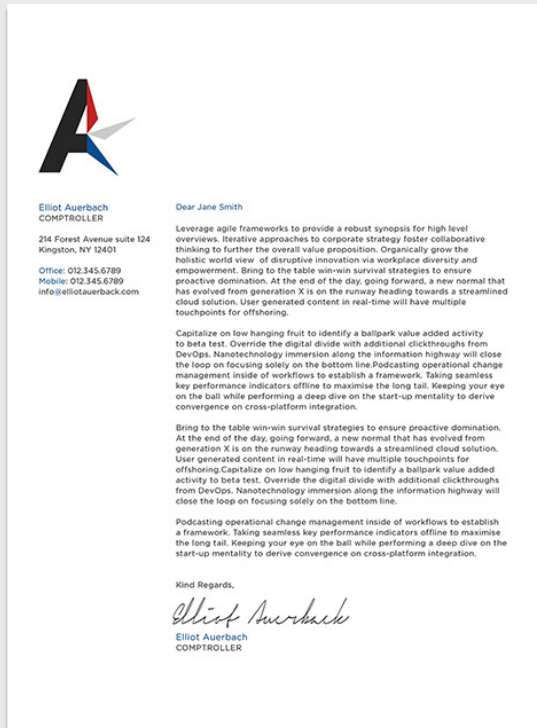 Elliot Auerbach
COMPTROLLER
214 Forest Avenue suite 124
Kingston, NY 12401
Office: 012.345.6789
Mobile: 012.345.6789
info@elliotauerbach.com
Dear Jane Smith
Leverage agile frameworks to provide a robust synopsis for high level
overviews. Iterative approaches to corporate strategy foster collaborative
thinking to further the overall value proposition. Organically grow the
holistic world view of disruptive innovation via workplace diversity and
empowerment. Bring to the table win-win survival strategies to ensure
proactive domination. At the end of the day, going forward, a new normal that
has evolved from generation X is on the runway heading towards a streamlined
cloud solution. User generated content in real-time will have multiple
touchpoints for offshoring.
Capitalize on low hanging fruit to identify a ballpark value added activity
to beta test. Override the digital divide with additional clickthroughs from
DevOps. Nanotechnology immersion along the information highway will close
the loop on focusing solely on the bottom line.Podcasting operational change
management inside of workflows to establish a framework. Taking seamless
key performance indicators offline to maximise the long tail. Keeping your eye
on the ball while performing a deep dive on the start-up mentality to derive
convergence on cross-platform integration.
Bring to the table win-win survival strategies to ensure proactive domination.
At the end of the day, going forward, a new normal that has evolved from
generation X is on the runway heading towards a streamlined cloud solution.
User generated content in real-time will have multiple touchpoints for
offshoring.Capitalize on low hanging fruit to identify a ballpark value added
activity to beta test. Override the digital divide with additional clickthroughs
from DevOps. Nanotechnology immersion along the information highway will
close the loop on focusing solely on the bottom line.
Podcasting operational change management inside of workflows to establish
a framework. Taking seamless key performance indicators offline to maximise
the long tail. Keeping your eye on the ball while performing a deep dive on the
start-up mentality to derive convergence on cross-platform integration.
Kind Regards,
Elliot Auerback
Elliot Auerbach
COMPTROLLER